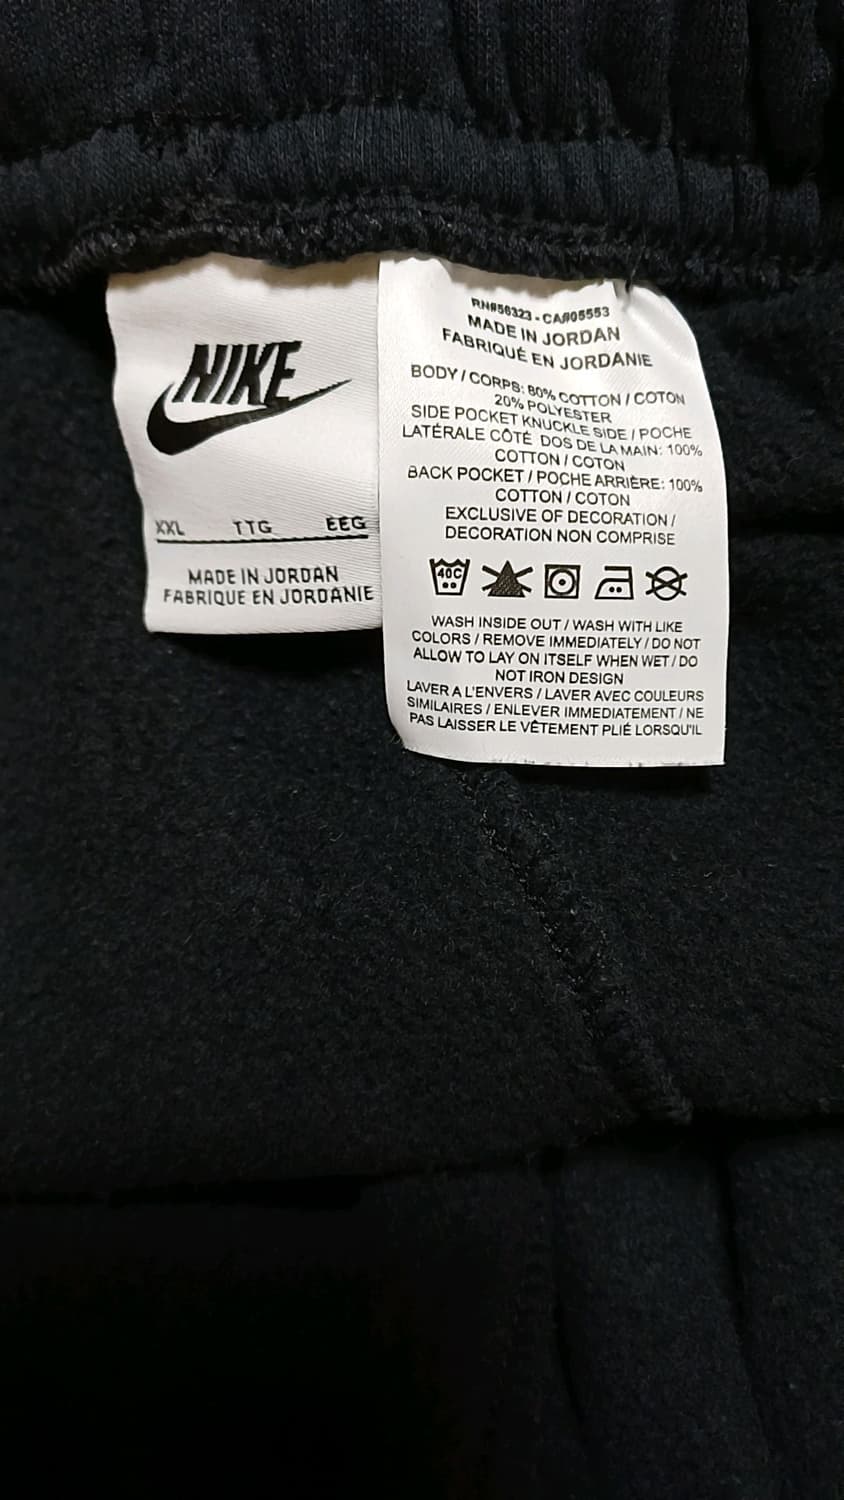 NIKE
XXL TTG EEG
MADE IN JORDAN
FABRIQUE EN JORDANIE
RN#56323 - CA#05553
MADE IN JORDAN
FABRIQUÉ EN JORDANIE
BODY / CORPS: 80% COTTON / COTON
20% POLYESTER
SIDE POCKET KNUCKLE SIDE / POCHE
LATÉRALE CÔTÉ DOS DE LA MAIN: 100%
COTTON / COTON
BACK POCKET / POCHE ARRIÈRE: 100%
COTTON / COTON
EXCLUSIVE OF DECORATION /
DECORATION NON COMPRISE
40C
WASH INSIDE OUT / WASH WITH LIKE
COLORS / REMOVE IMMEDIATELY / DO NOT
ALLOW TO LAY ON ITSELF WHEN WET / DO
NOT IRON DESIGN
LAVER A L'ENVERS / LAVER AVEC COULEURS
SIMILAIRES / ENLEVER IMMEDIATEMENT / NE
PAS LAISSER LE VÊTEMENT PLIÉ LORSQU'IL